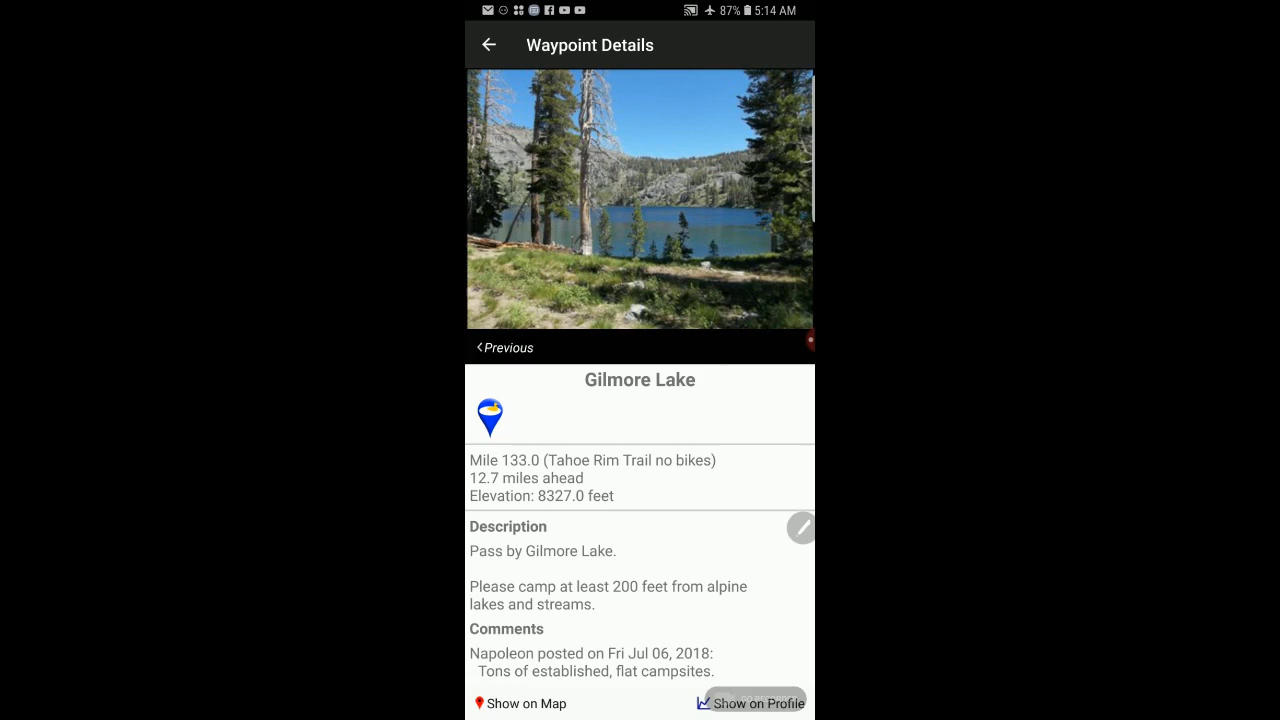 87% 5:14 AM
Waypoint Details
Previous
Gilmore Lake
Mile 133.0 (Tahoe Rim Trail no bikes)
12.7 miles ahead
Elevation: 8327.0 feet
Description
Pass by Gilmore Lake.
Please camp at least 200 feet from alpine
lakes and streams.
Comments
Napoleon posted on Fri Jul 06, 2018:
Tons of established, flat campsites.
Show on Map Show on Profile